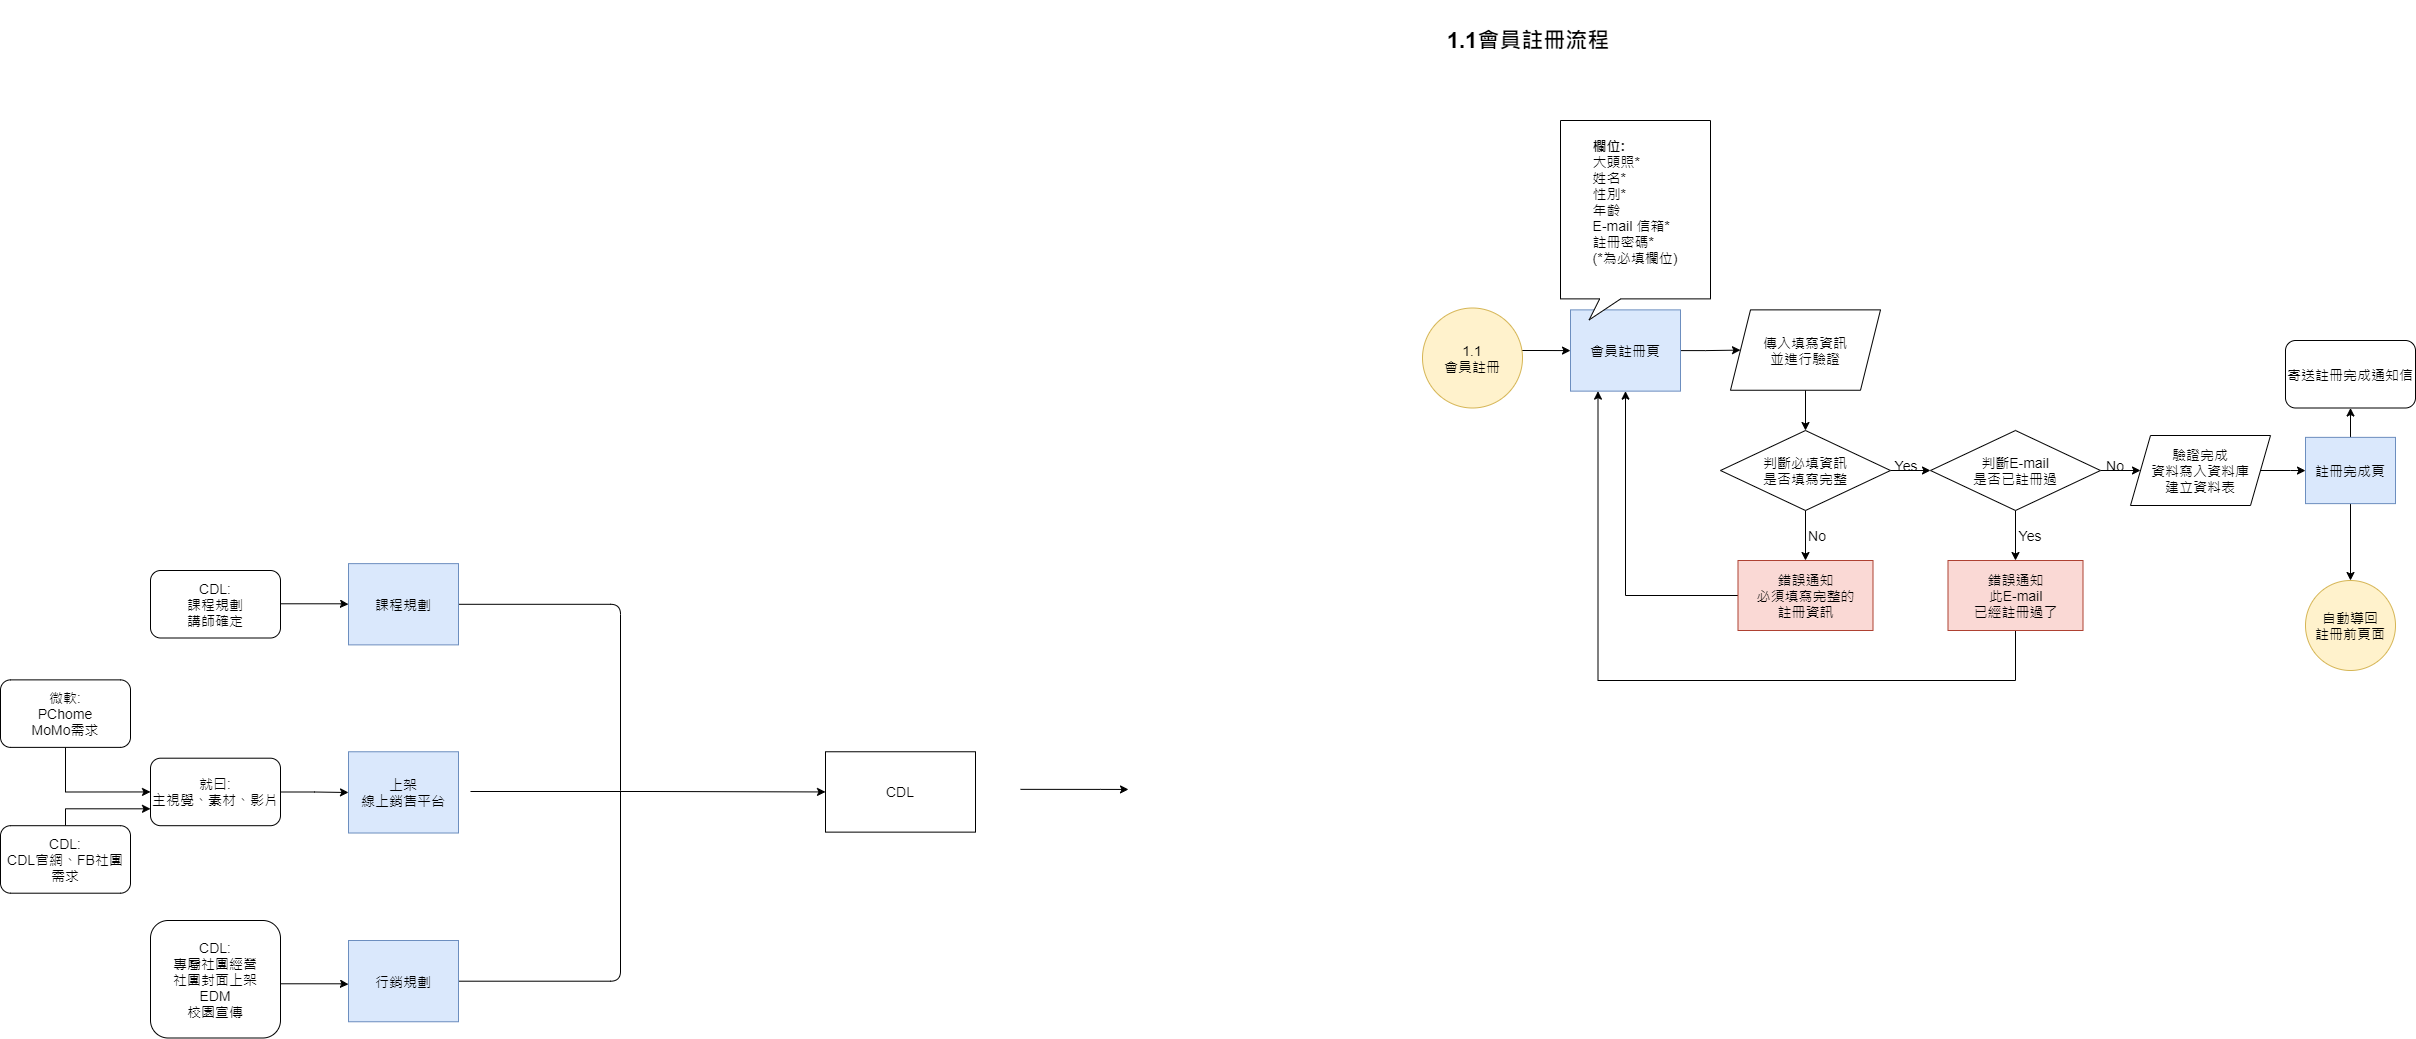 1.1會員註冊流程
欄位:
大頭照*
姓名*
性別*
年齡
E-mail 信箱*
註冊密碼*
(*為必填欄位)
1.1
會員註冊
會員註冊頁
傳入填寫資訊
並進行驗證
判斷必填資訊
是否填寫完整
Yes
No
判斷E-mail
是否已註冊過
No
Yes
錯誤通知
必須填寫完整的
註冊資訊
錯誤通知
此E-mail
已經註冊過了
驗證完成
資料寫入資料庫
建立資料表
註冊完成頁
寄送註冊完成通知信
自動導回
註冊前頁面
CDL:
課程規劃
講師確定
課程規劃
微軟:
PChome
MoMo需求
就曰:
主視覺、素材、影片
上架
線上銷售平台
CDL:
CDL官網、FB社團
需求
CDL:
專屬社團經營
社團封面上架
EDM
校園宣傳
行銷規劃
CDL